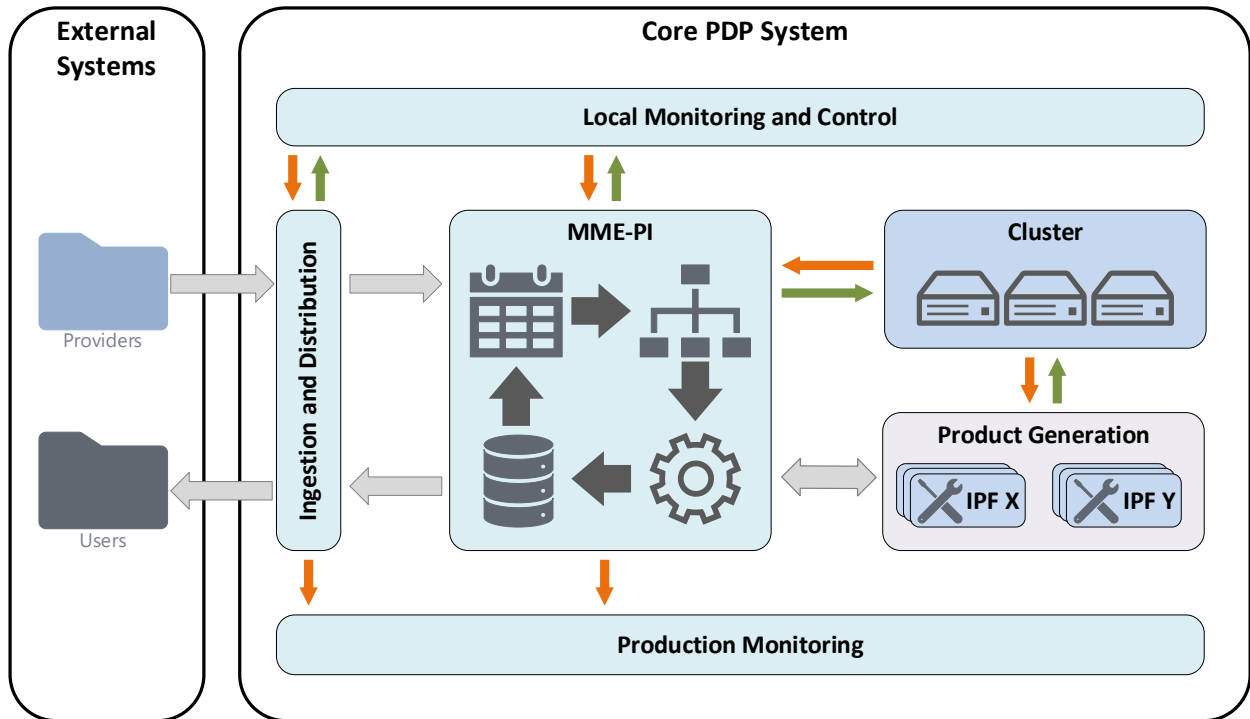 External
Systems
Core PDP System
Local Monitoring and Control
Providers
Users
Ingestion and Distribution
MME-PI
Cluster
Product Generation
IPF X
IPF Y
Production Monitoring